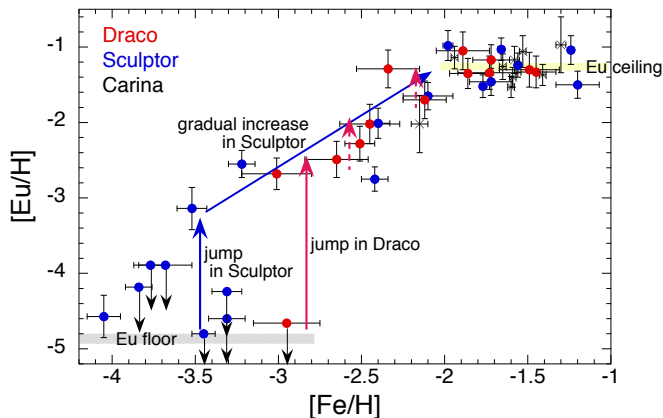 -1
Draco
Sculptor
Carina
Eu ceiling
gradual increase
in Sculptor
-2
[Eu/H]
-3
jump
in Sculptor
jump in Draco
-4
Eu floor
-5
-4 -3.5 -3 -2.5 -2 -1.5 -1
[Fe/H]